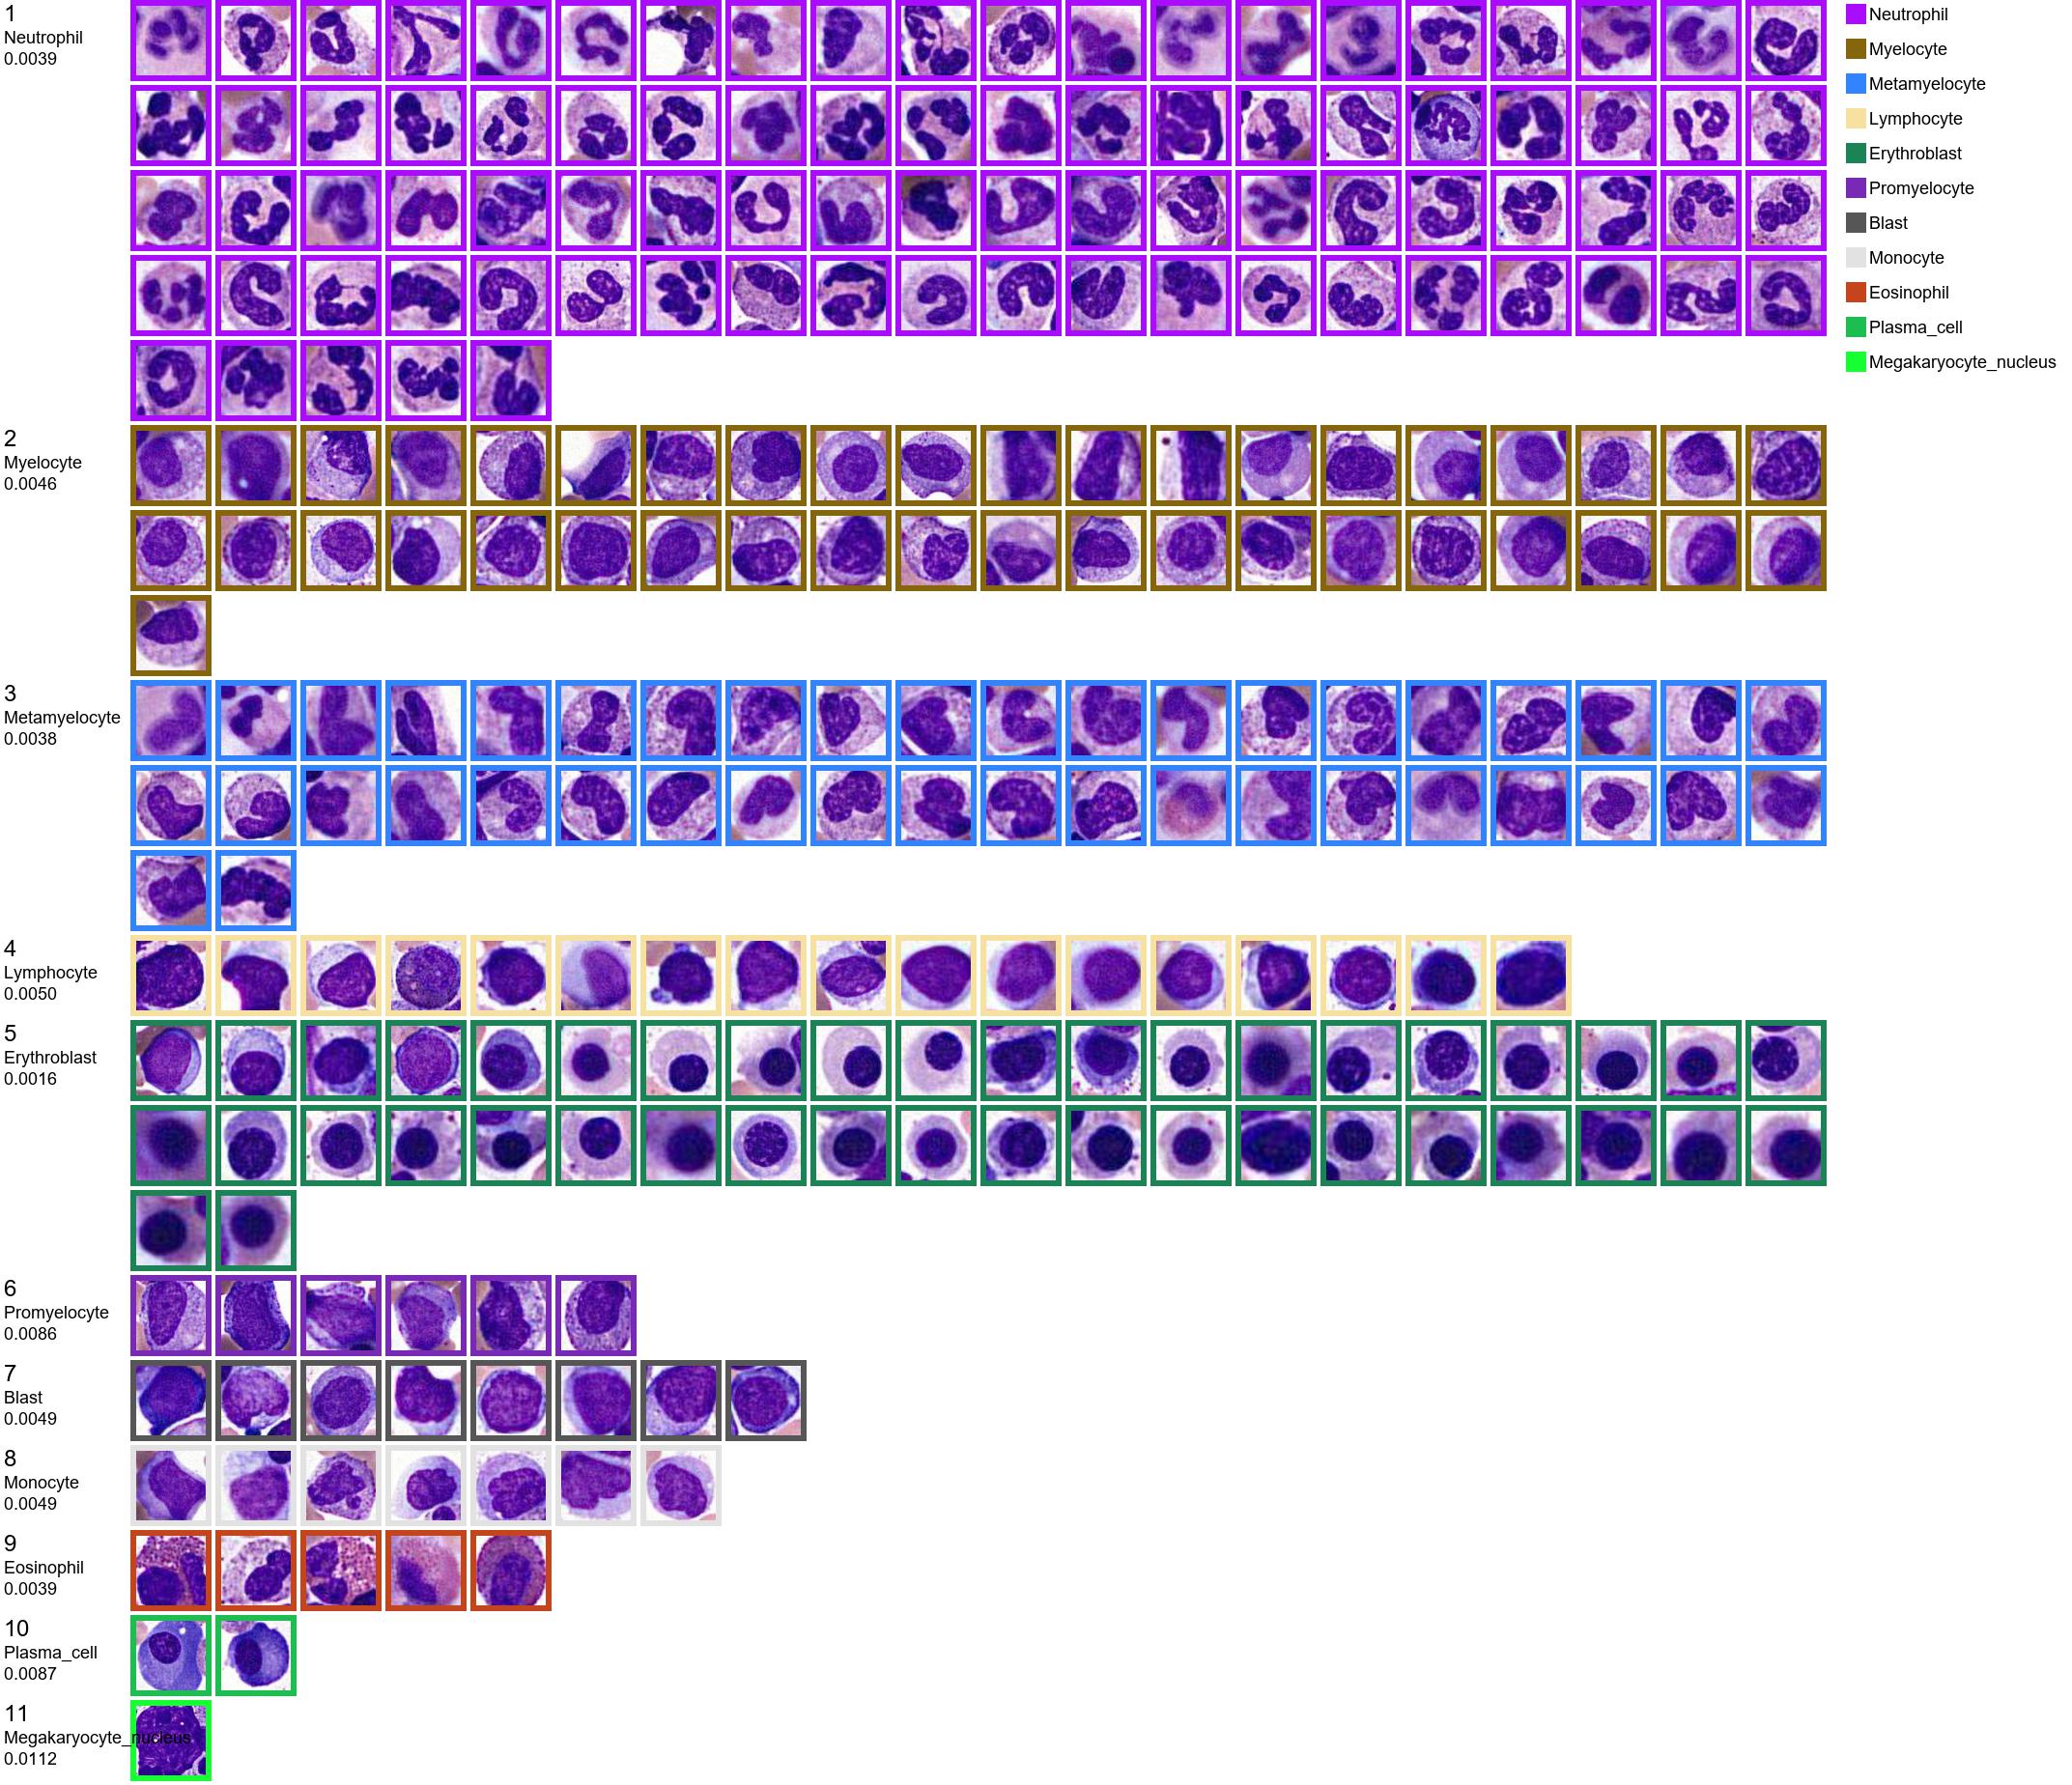 1
Neutrophil
0.0039
2
Myelocyte
0.0046
3
Metamyelocyte
0.0038
4
Lymphocyte
0.0050
5
Erythroblast
0.0016
6
Promyelocyte
0.0086
7
Blast
0.0049
8
Monocyte
0.0049
9
Eosinophil
0.0039
10
Plasma_cell
0.0087
11
Megakaryocyte_nucleus
0.0112
Neutrophil
Myelocyte
Metamyelocyte
Lymphocyte
Erythroblast
Promyelocyte
Blast
Monocyte
Eosinophil
Plasma_cell
Megakaryocyte_nucleus